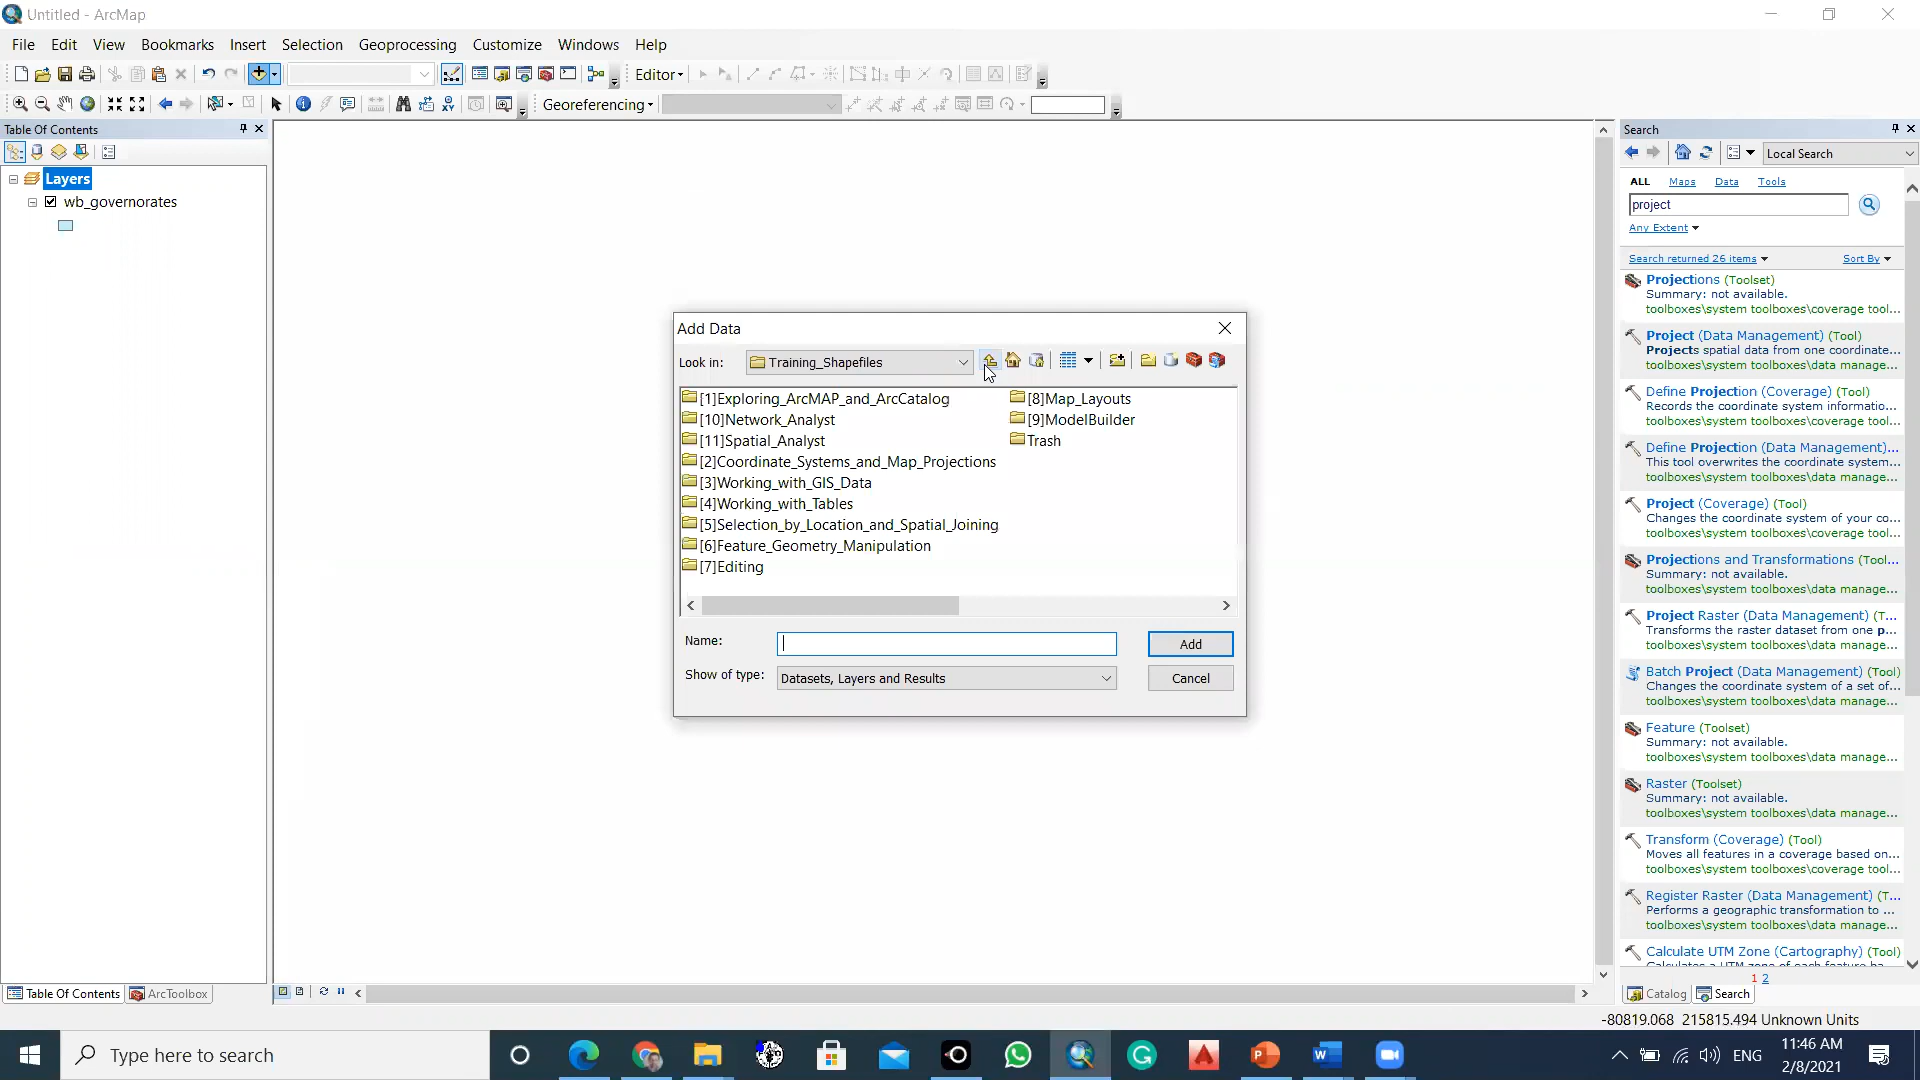 Untitled - ArcMap
File Edit View Bookmarks Insert Selection Geoprocessing Customize Windows Help
Editor
Georeferencing
Table Of Contents
Layers
wb_governorates
Add Data
Look in: Training_Shapefiles
[1]Exploring_ArcMAP_and_ArcCatalog
[10]Network_Analyst
[11]Spatial_Analyst
[2]Coordinate_Systems_and_Map_Projections
[3]Working_with_GIS_Data
[4]Working_with_Tables
[5]Selection_by_Location_and_Spatial_Joining
[6]Feature_Geometry_Manipulation
[7]Editing
[8]Map_Layouts
[9]ModelBuilder
Trash
Name:
Add
Show of type: Datasets, Layers and Results
Cancel
Search
Local Search
ALL Maps Data Tools
project
Any Extent
Search returned 26 items Sort By
Projections (Toolset)
Summary: not available.
toolboxes\system toolboxes\coverage tool...
Project (Data Management) (Tool)
Projects spatial data from one coordinate...
toolboxes\system toolboxes\data manage...
Define Projection (Coverage) (Tool)
Records the coordinate system informatio...
toolboxes\system toolboxes\coverage tool...
Define Projection (Data Management)...
This tool overwrites the coordinate system...
toolboxes\system toolboxes\data manage...
Project (Coverage) (Tool)
Changes the coordinate system of your co...
toolboxes\system toolboxes\coverage tool...
Projections and Transformations (Tool...
Summary: not available.
toolboxes\system toolboxes\data manage...
Project Raster (Data Management) (T...
Transforms the raster dataset from one p...
toolboxes\system toolboxes\data manage...
Batch Project (Data Management) (Tool)
Changes the coordinate system of a set of...
toolboxes\system toolboxes\data manage...
Feature (Toolset)
Summary: not available.
toolboxes\system toolboxes\data manage...
Raster (Toolset)
Summary: not available.
toolboxes\system toolboxes\data manage...
Transform (Coverage) (Tool)
Moves all features in a coverage based on...
toolboxes\system toolboxes\coverage tool...
Register Raster (Data Management) (T...
Performs a geographic transformation to ...
toolboxes\system toolboxes\data manage...
Calculate UTM Zone (Cartography) (Tool)
1 2
Table Of Contents ArcToolbox
Catalog Search
-80819.068 215815.494 Unknown Units
Type here to search
ENG
11:46 AM
2/8/2021